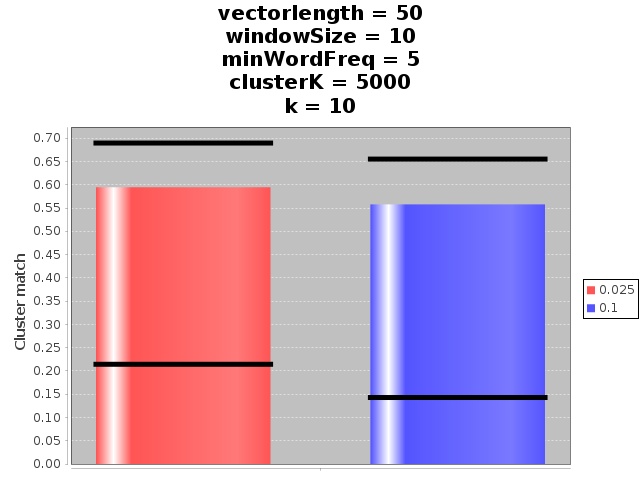 vectorlength = 50
windowSize = 10
minWordFreq = 5
clusterK = 5000
k = 10
0.70
0.65
0.60
0.55
0.50
0.45
0.40
0.35
0.30
0.25
0.20
0.15
0.10
0.05
0.00
Cluster match
0.025
0.1